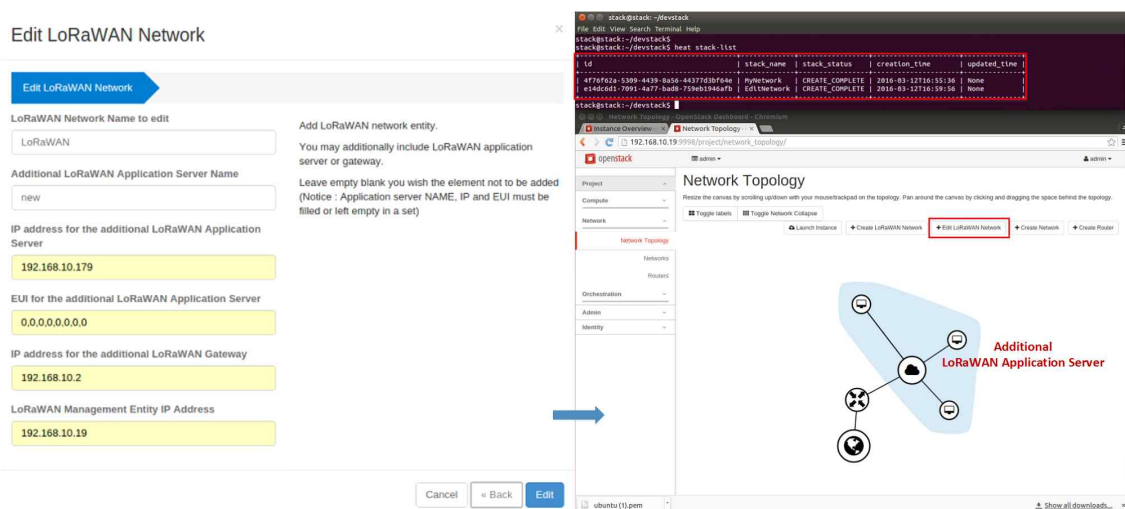 Edit LoRaWAN Network
×
Edit LoRaWAN Network
LoRaWAN Network Name to edit
LoRaWAN
Additional LoRaWAN Application Server Name
new
IP address for the additional LoRaWAN Application
Server
192.168.10.179
EUI for the additional LoRaWAN Application Server
0,0,0,0,0,0,0,0
IP address for the additional LoRaWAN Gateway
192.168.10.2
LoRaWAN Management Entity IP Address
192.168.10.19
Add LoRaWAN network entity.
You may additionally include LoRaWAN application
server or gateway.
Leave empty blank you wish the element not to be added
(Notice : Application server NAME, IP and EUI must be
filled or left empty in a set)
Cancel
« Back
Edit
stack@stack: ~/devstack
File Edit View Search Terminal Help
stack@stack:~/devstack$
stack@stack:~/devstack$ heat stack-list
| id | stack_name | stack_status | creation_time | updated_time |
| 4f76f62a-5309-4439-8a56-44377d3bf64e | MyNetwork | CREATE_COMPLETE | 2016-03-12T16:55:36 | None |
| e14dc6d1-7091-4a77-bad8-759eb1946afb | EditNetwork | CREATE_COMPLETE | 2016-03-12T16:59:56 | None |
stack@stack:~/devstack$
Network Topology - OpenStack Dashboard - Chromium
Instance Overview - × Network Topology - ×
192.168.10.19:9998/project/network_topology/
openstack
admin
admin
Project
Compute
Network
Network Topology
Networks
Routers
Orchestration
Admin
Identity
Network Topology
Resize the canvas by scrolling up/down with your mouse/trackpad on the topology. Pan around the canvas by clicking and dragging the space behind the topology.
Toggle labels
Toggle Network Collapse
Launch Instance
+ Create LoRaWAN Network
+ Edit LoRaWAN Network
+ Create Network
+ Create Router
Additional
LoRaWAN Application Server
ubuntu (1).pem
Show all downloads...
×